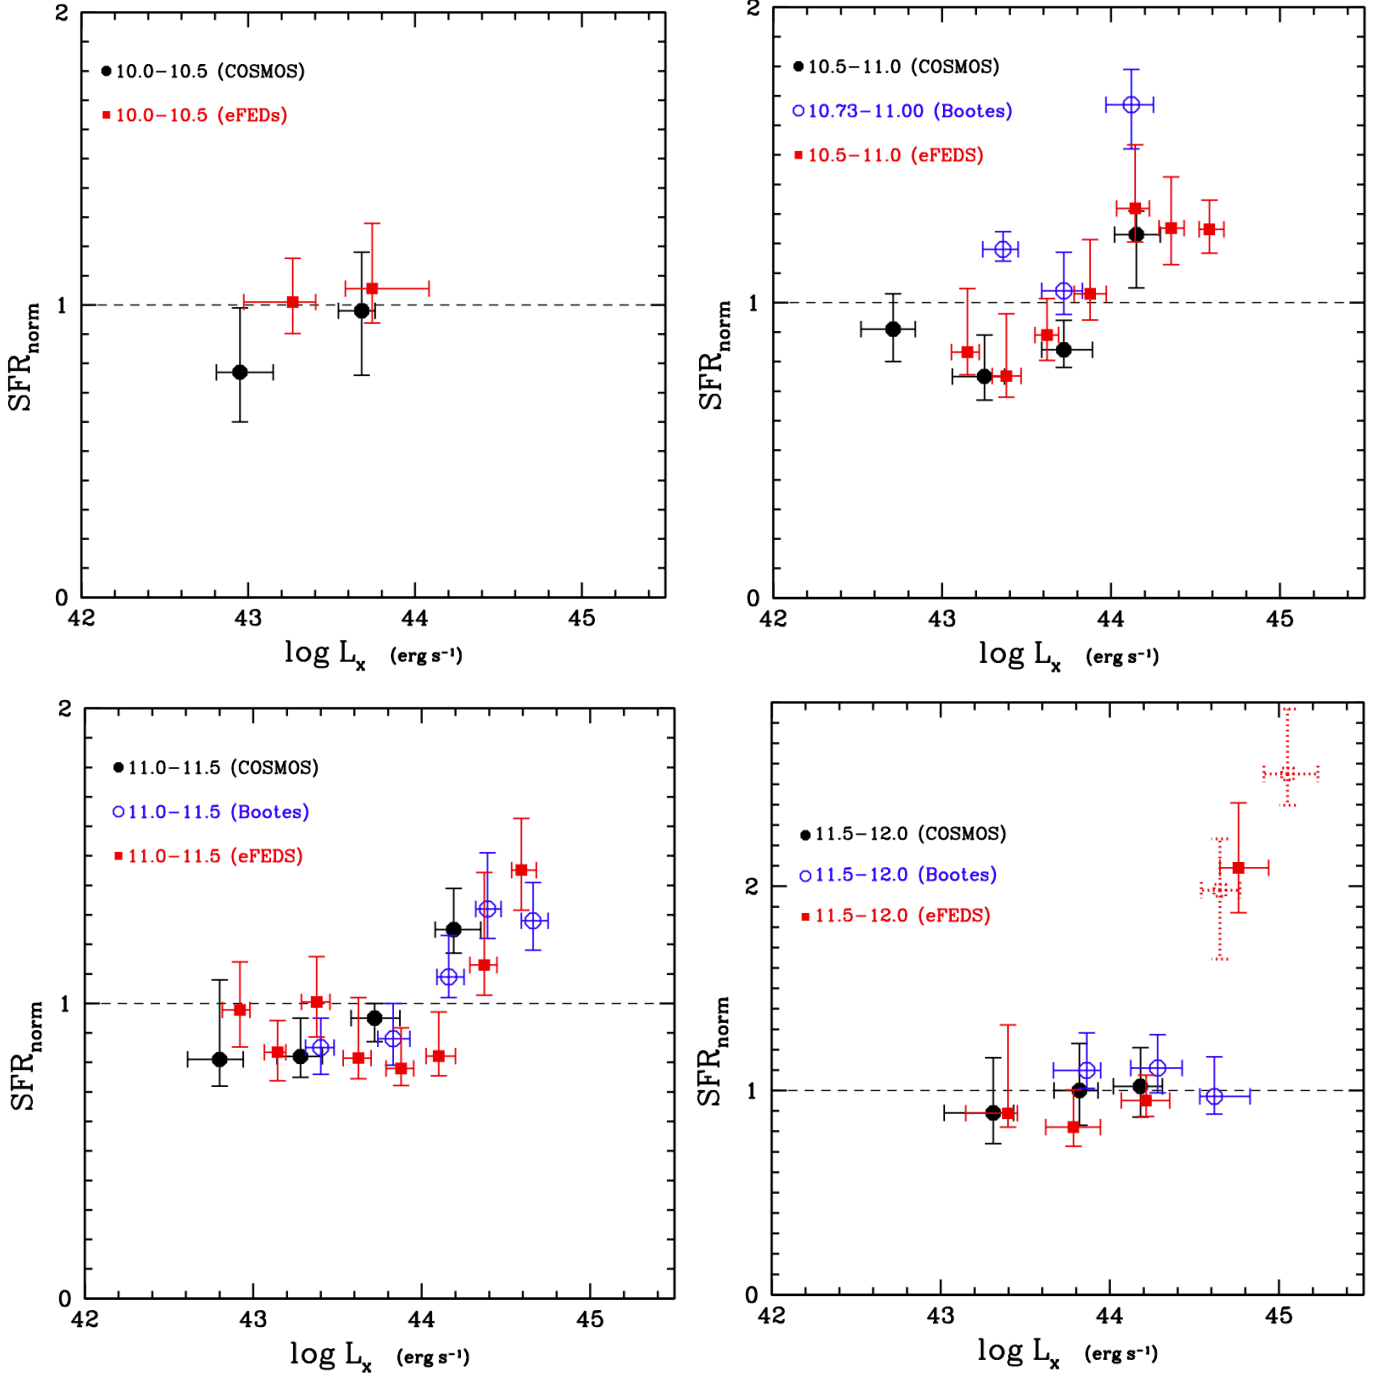 2
10.0-10.5 (COSMOS)
10.0-10.5 (eFEDs)
1
SFRnorm
0
42 43 44 45
log Lx (erg s⁻¹)
2
10.5-11.0 (COSMOS)
10.73-11.00 (Bootes)
10.5-11.0 (eFEDS)
1
SFRnorm
0
42 43 44 45
log Lx (erg s⁻¹)
2
11.0-11.5 (COSMOS)
11.0-11.5 (Bootes)
11.0-11.5 (eFEDS)
1
SFRnorm
0
42 43 44 45
log Lx (erg s⁻¹)
11.5-12.0 (COSMOS)
11.5-12.0 (Bootes)
2
11.5-12.0 (eFEDS)
1
SFRnorm
0
42 43 44 45
log Lx (erg s⁻¹)